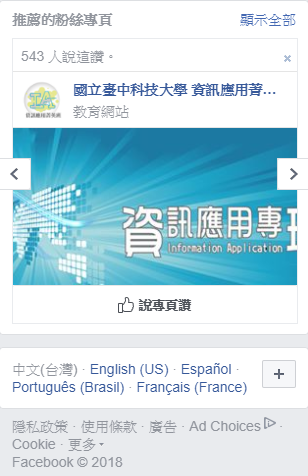 推薦的粉絲專頁 顯示全部
543 人說這讚。
國立臺中科技大學 資訊應用菁...
教育網站
資訊應用專
Information Application
說專頁讚
中文(台灣) · English (US) · Español ·
Português (Brasil) · Français (France)
隱私政策 · 使用條款 · 廣告 · Ad Choices ·
Cookie · 更多
Facebook © 2018